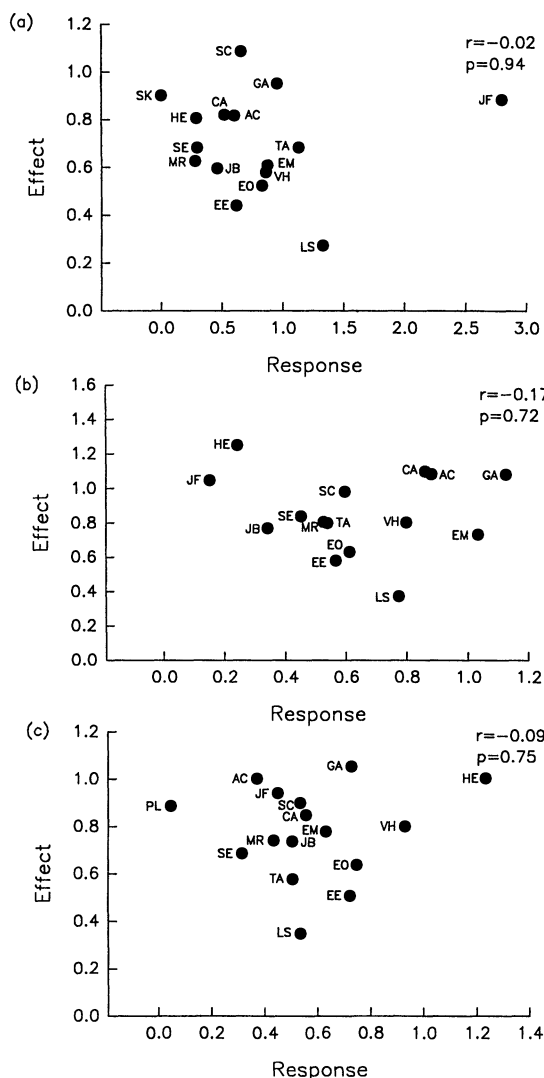 (a)
r=−0.02
p=0.94
Effect
1.2
1.0
0.8
0.6
0.4
0.2
0.0
SC
GA
SK
JF
CA
HE
AC
SE
TA
MR
JB
EM
VH
EO
EE
LS
0.0 0.5 1.0 1.5 2.0 2.5 3.0
Response
(b)
r=−0.17
p=0.72
Effect
1.6
1.4
1.2
1.0
0.8
0.6
0.4
0.2
0.0
HE
JF
CA
AC
GA
SC
SE
MR
TA
VH
JB
EM
EO
EE
LS
0.0 0.2 0.4 0.6 0.8 1.0 1.2
Response
(c)
r=−0.09
p=0.75
Effect
1.2
1.0
0.8
0.6
0.4
0.2
0.0
GA
AC
HE
JF
PL
SC
CA
EM
VH
MR
JB
SE
EO
TA
EE
LS
0.0 0.2 0.4 0.6 0.8 1.0 1.2 1.4
Response